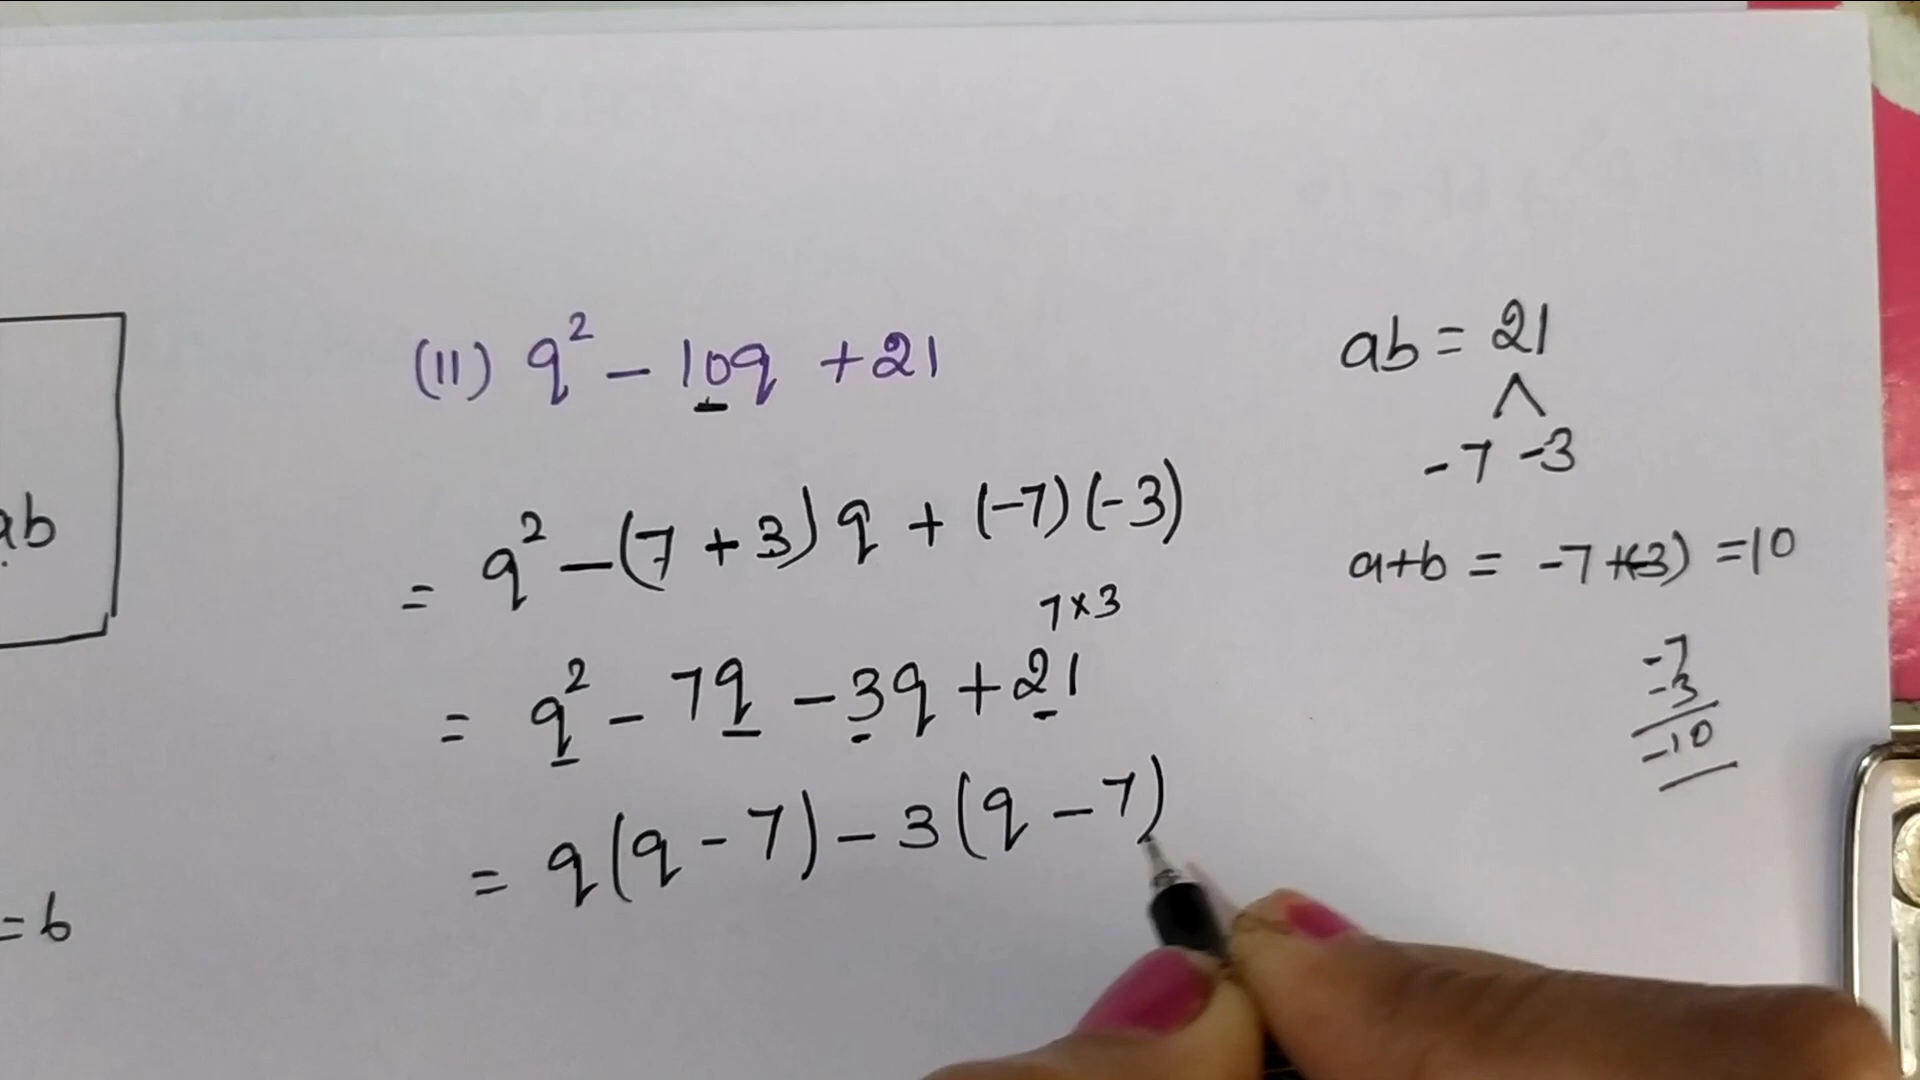 (11) q² - 10q + 21
= q² - (7 + 3) q + (-7) (-3)
7 × 3
= q² - 7q - 3q + 21
= q (q - 7) - 3 (q - 7)
ab = 21
-7 -3
a+b = -7 + (-3) = 10
-7
-3
-10
ab
= 6